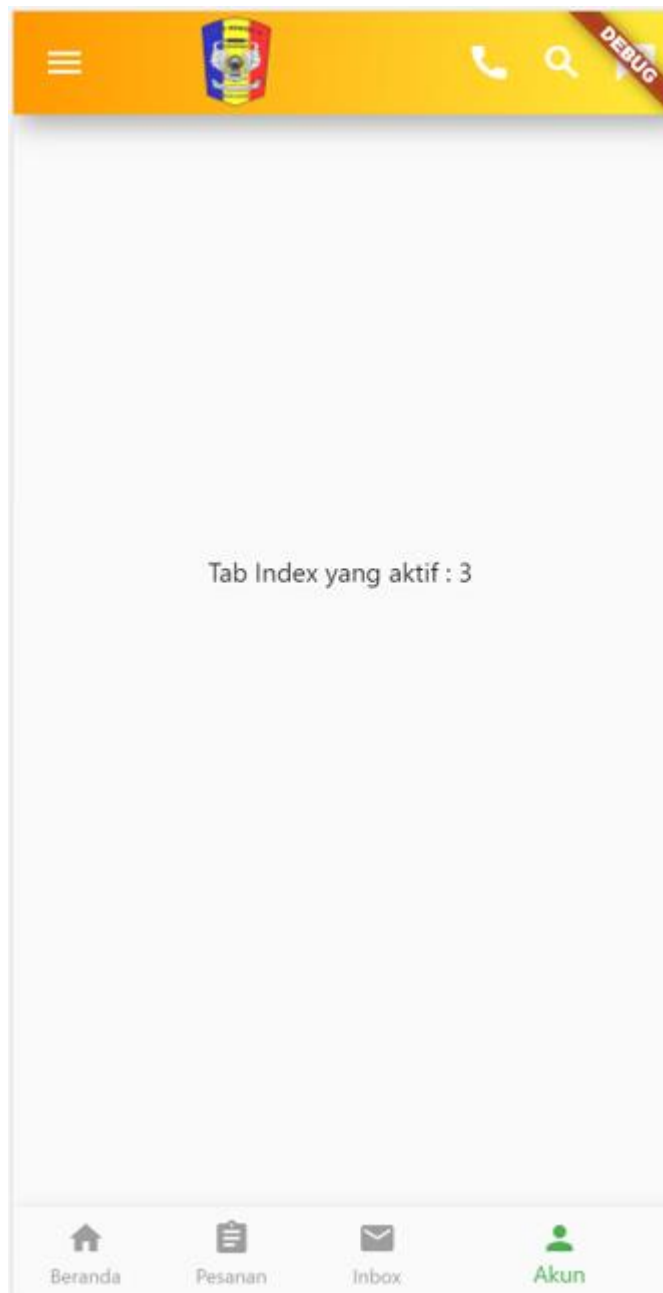 DEBUG
Tab Index yang aktif : 3
Beranda
Pesanan
Inbox
Akun